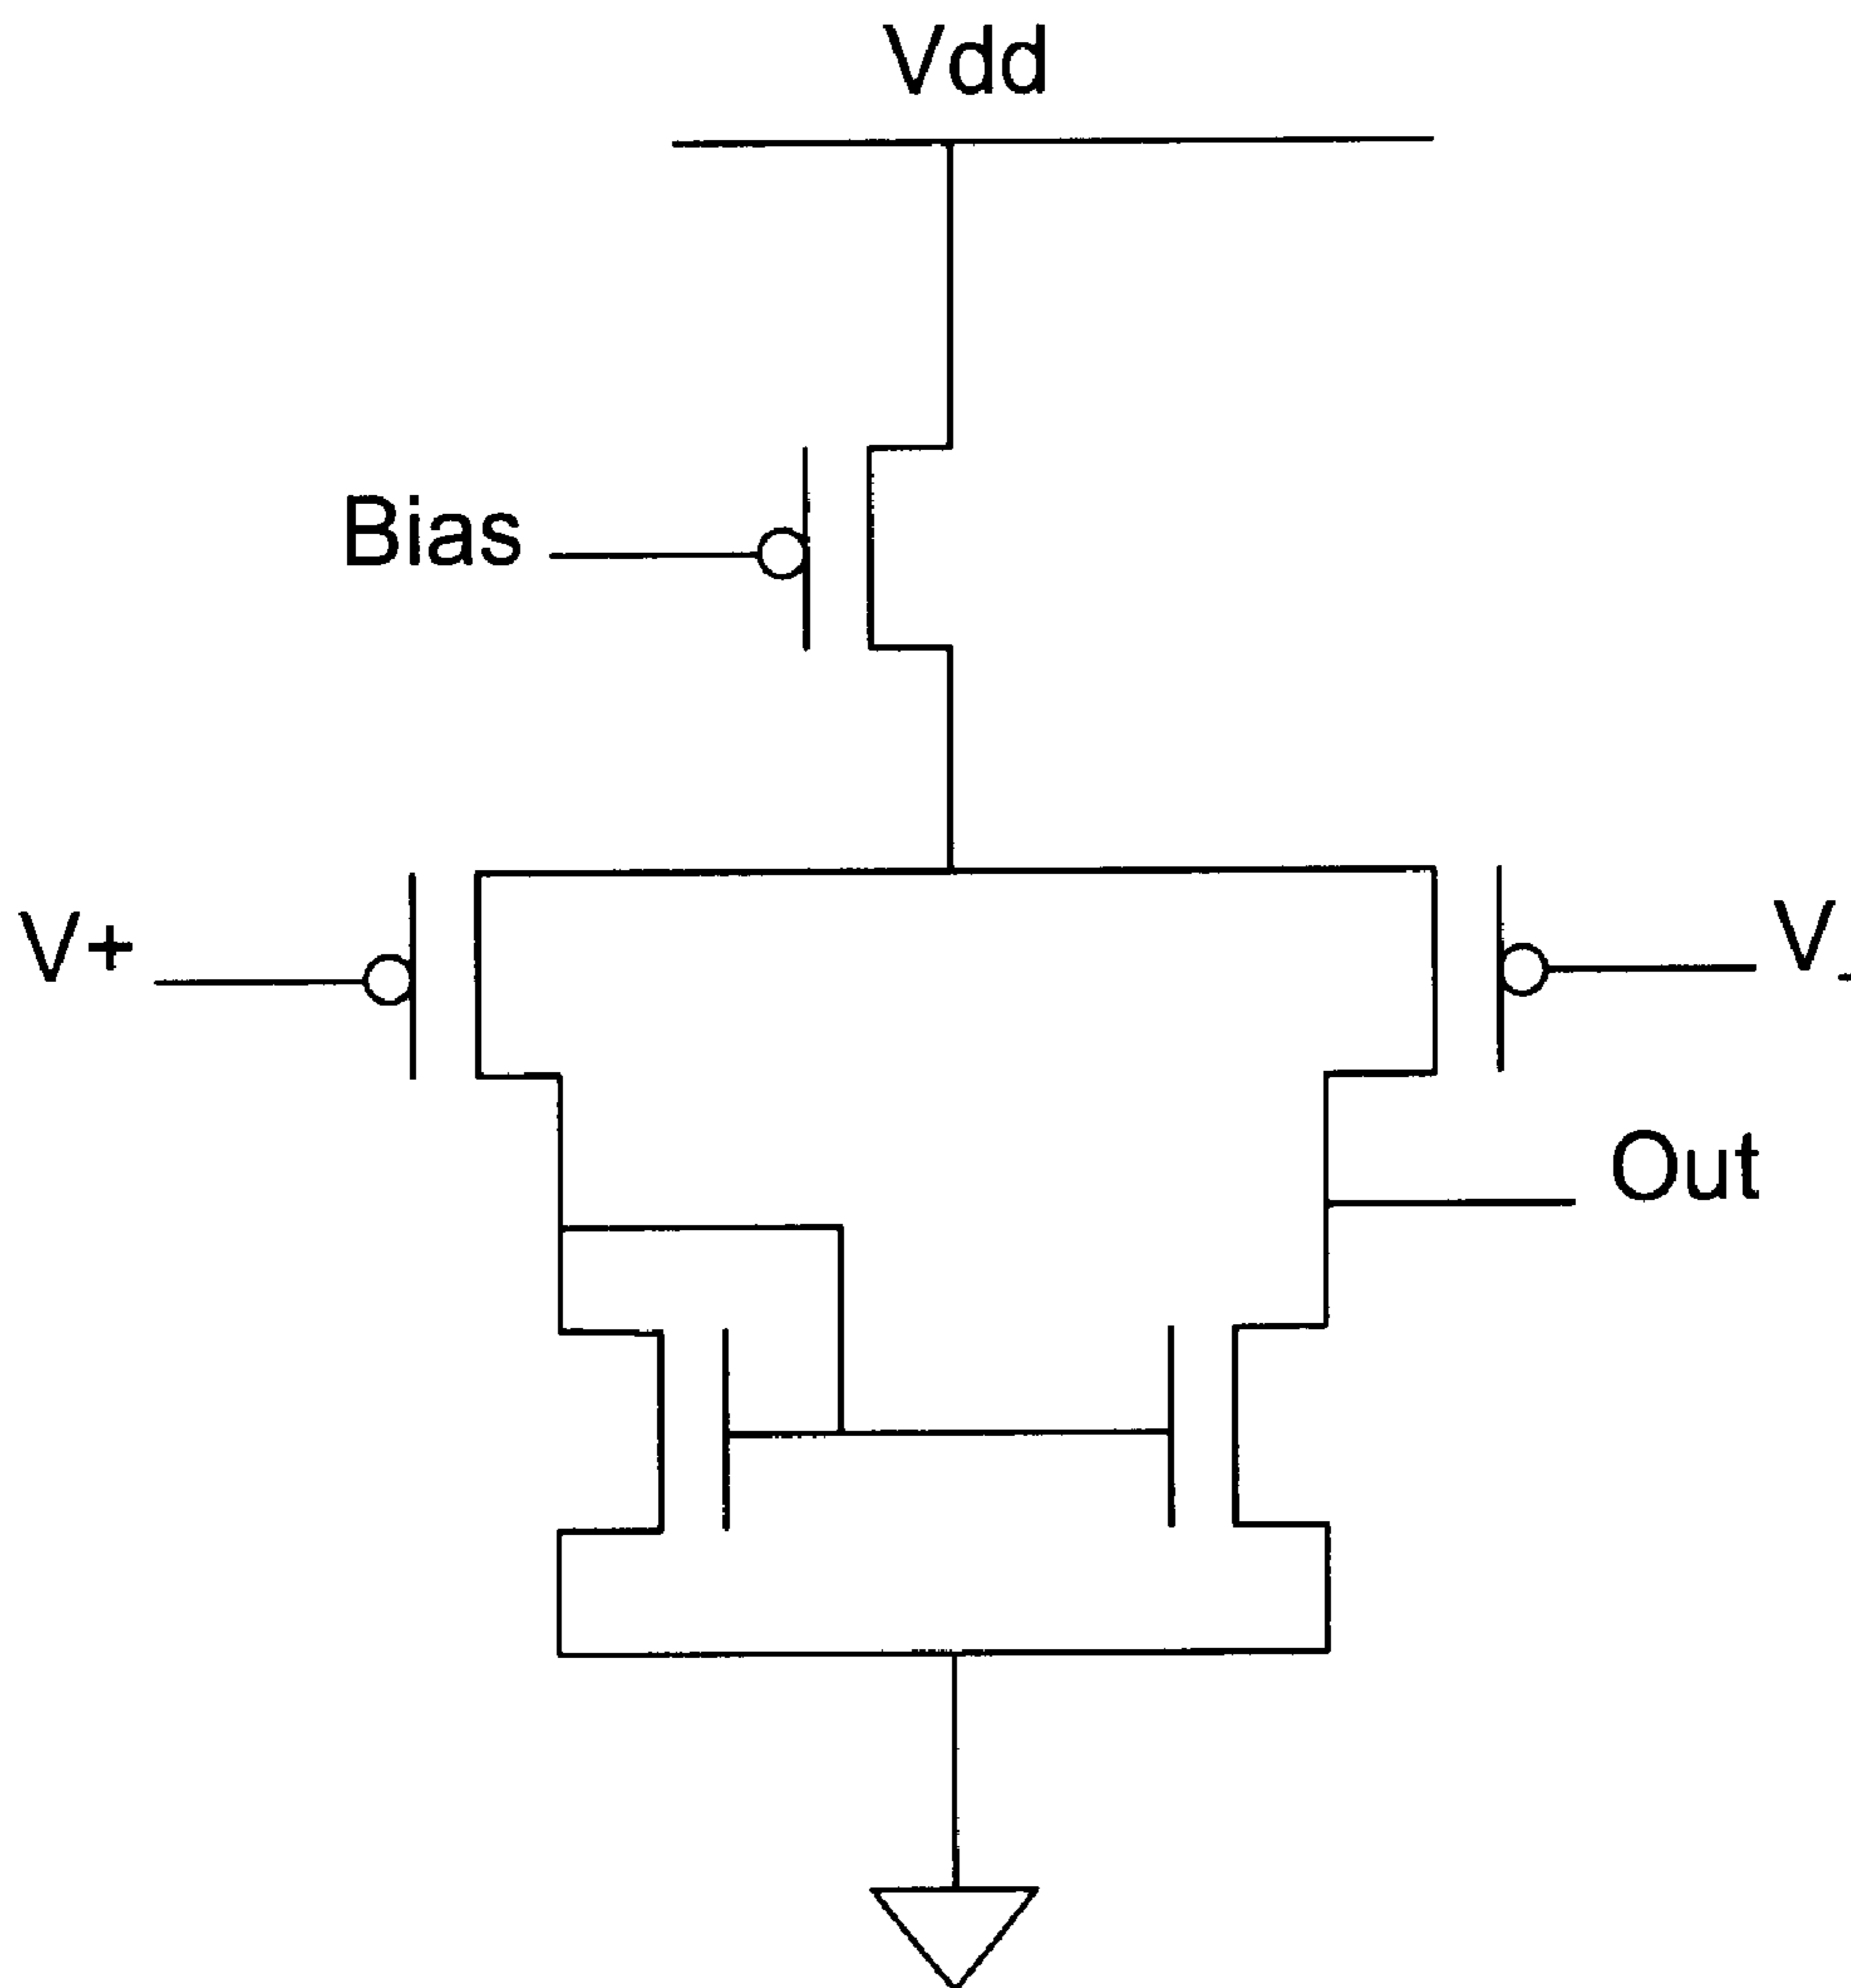 Vdd
Bias
V+
V-
Out